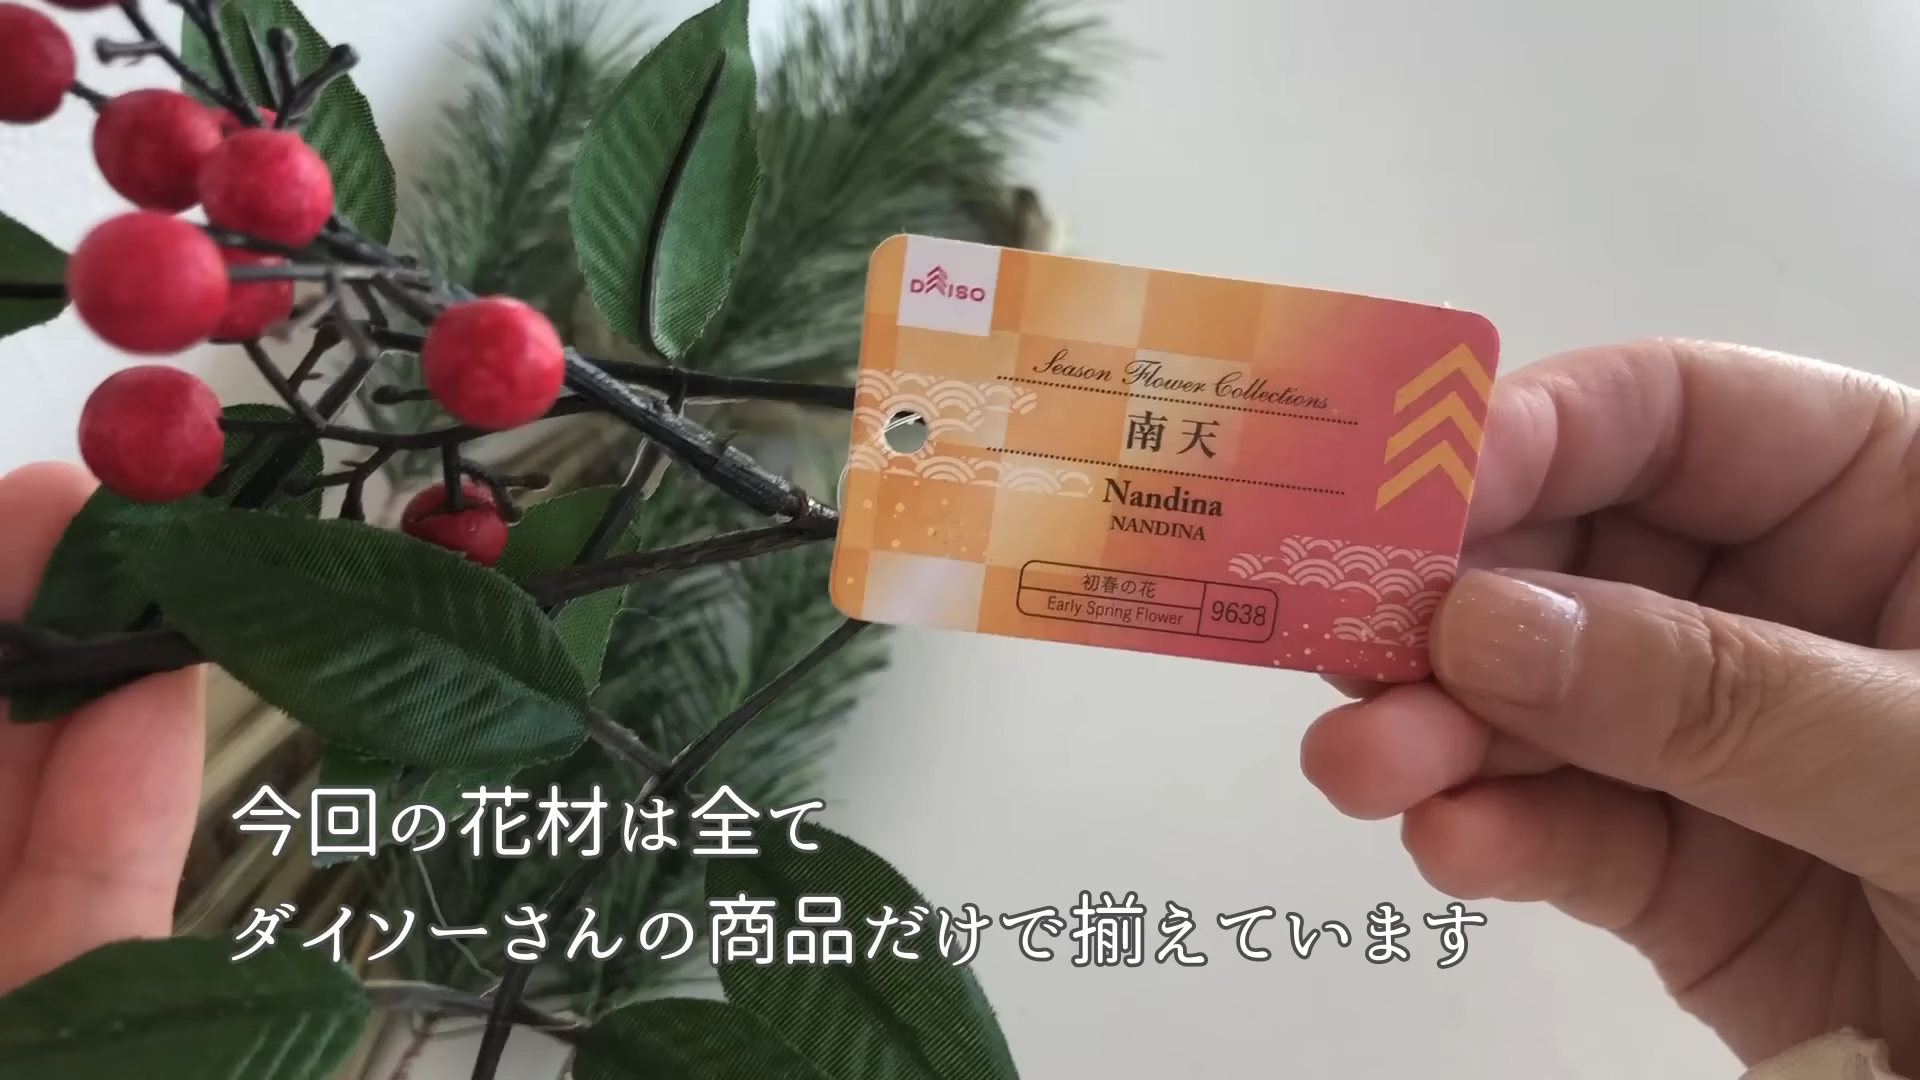 DAISO
Season Flower Collections
南天
Nandina
NANDINA
初春の花
Early Spring Flower
9638
今回の花材は全て
ダイソーさんの商品だけで揃えています